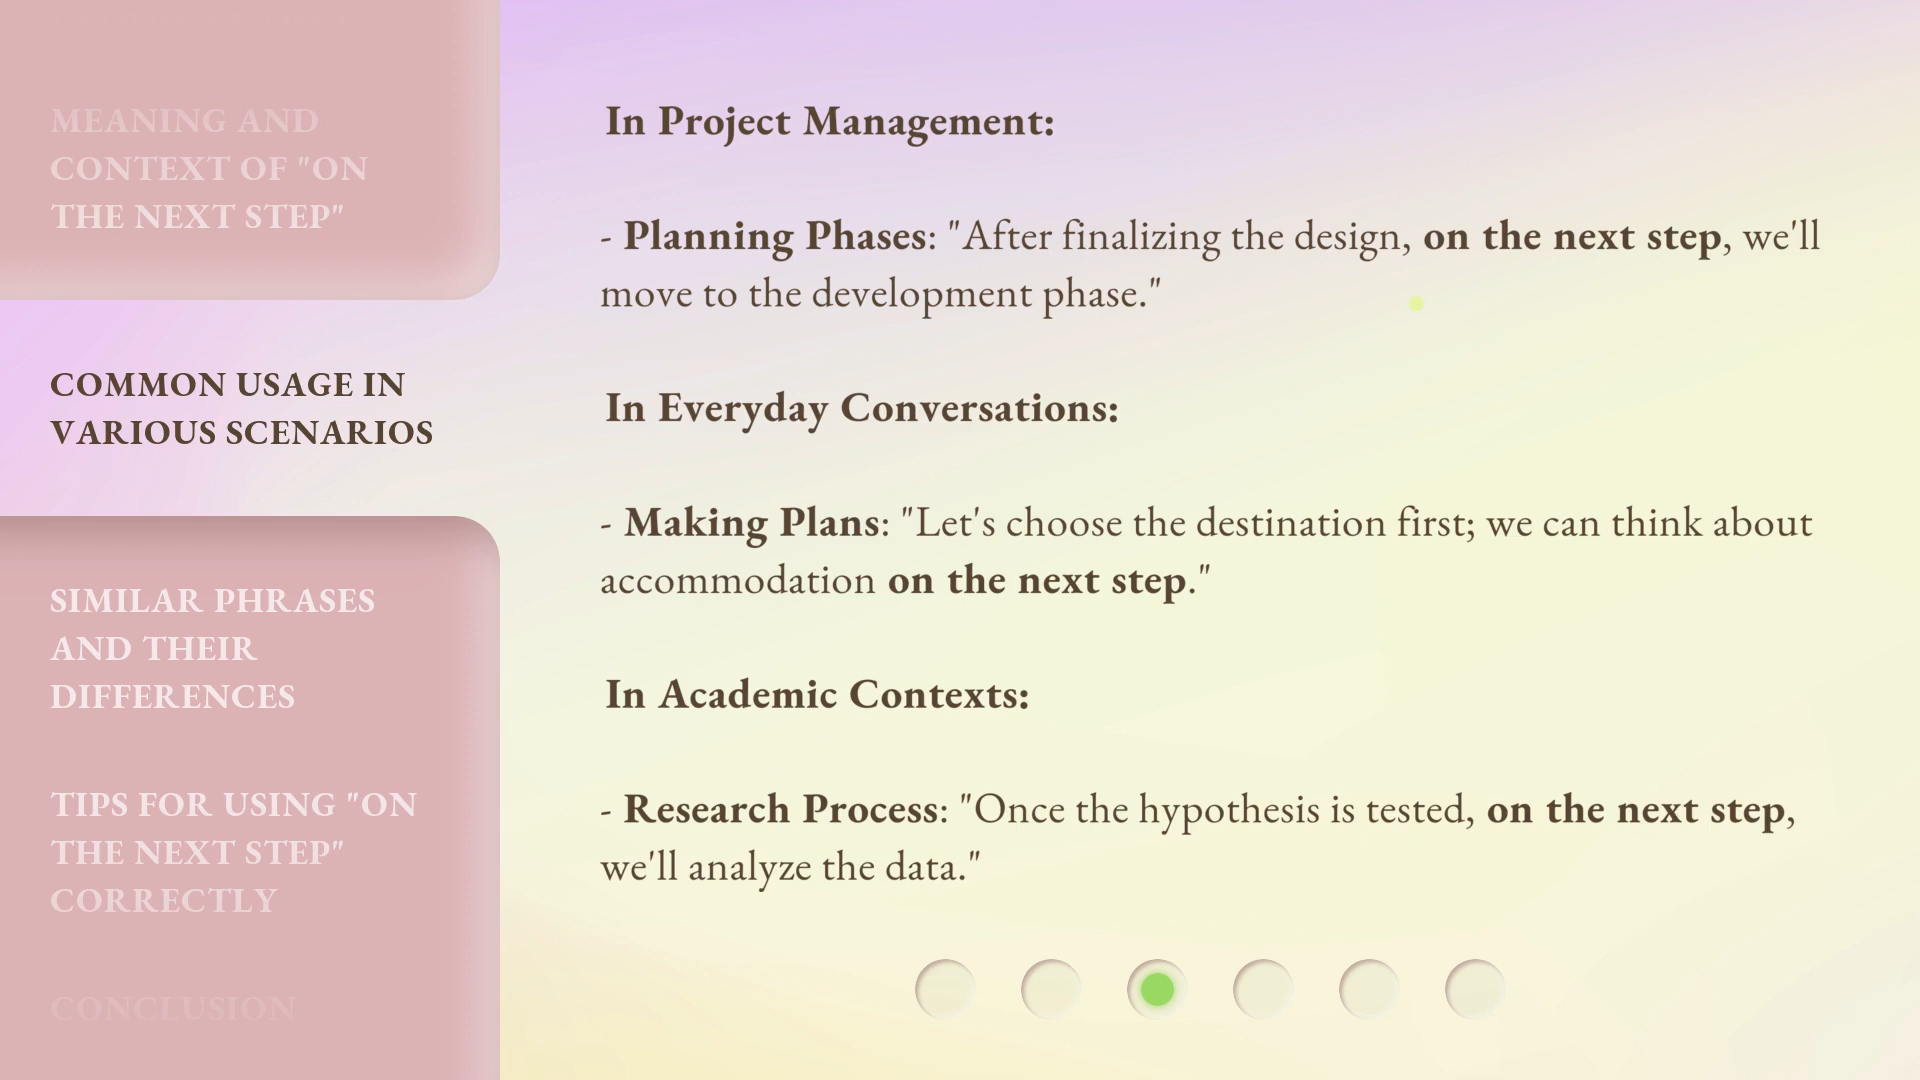 MEANING AND
CONTEXT OF "ON
THE NEXT STEP"
COMMON USAGE IN
VARIOUS SCENARIOS
SIMILAR PHRASES
AND THEIR
DIFFERENCES
TIPS FOR USING "ON
THE NEXT STEP"
CORRECTLY
CONCLUSION
In Project Management:
- Planning Phases: "After finalizing the design, on the next step, we'll
move to the development phase."
In Everyday Conversations:
- Making Plans: "Let's choose the destination first; we can think about
accommodation on the next step."
In Academic Contexts:
- Research Process: "Once the hypothesis is tested, on the next step,
we'll analyze the data."